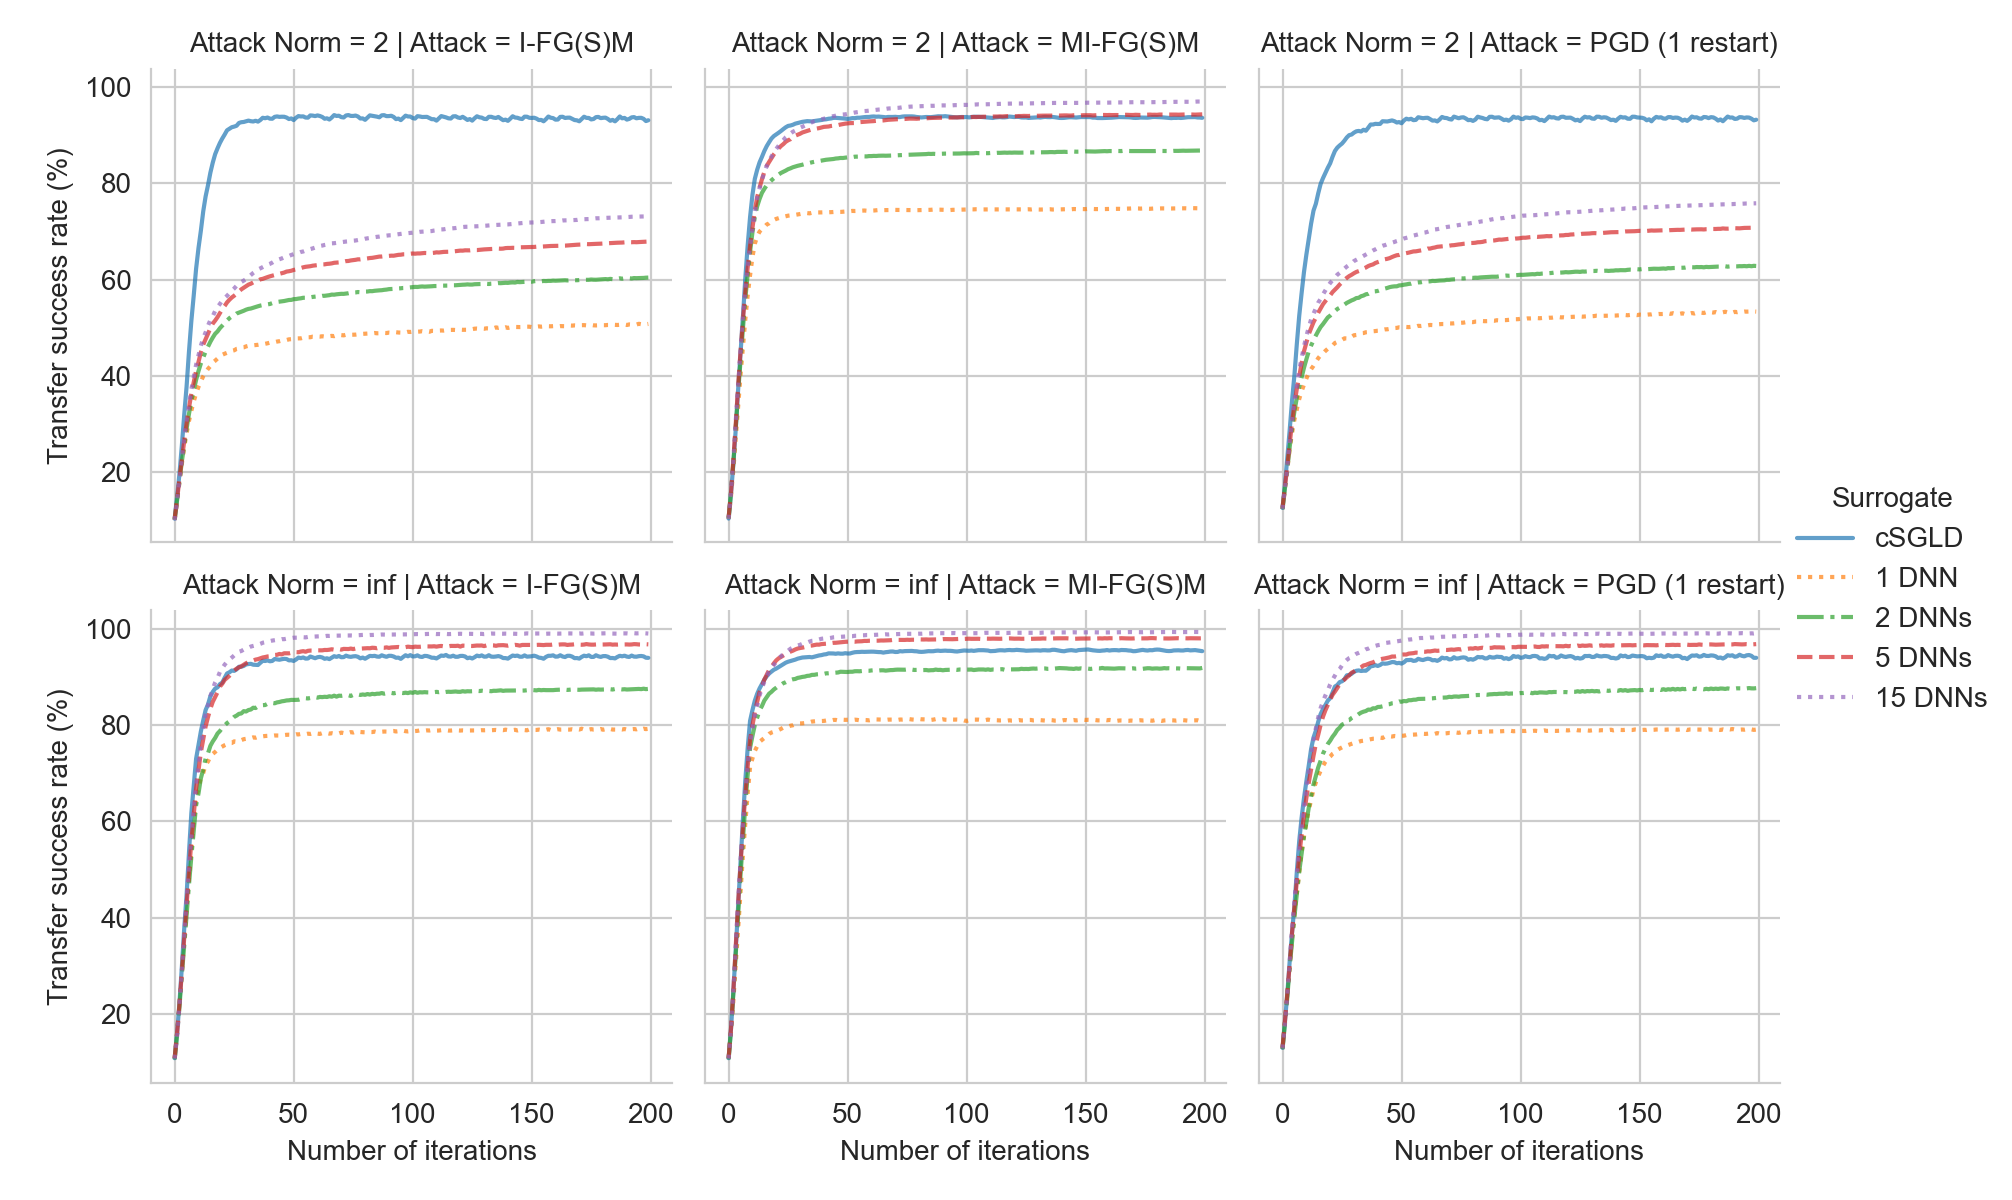 Attack Norm = 2 | Attack = I-FG(S)M
Attack Norm = 2 | Attack = MI-FG(S)M
Attack Norm = 2 | Attack = PGD (1 restart)
Transfer success rate (%)
100
80
60
40
20
Attack Norm = inf | Attack = I-FG(S)M
Attack Norm = inf | Attack = MI-FG(S)M
Attack Norm = inf | Attack = PGD (1 restart)
Transfer success rate (%)
100
80
60
40
20
0 50 100 150 200
0 50 100 150 200
0 50 100 150 200
Number of iterations
Number of iterations
Number of iterations
Surrogate
cSGLD
1 DNN
2 DNNs
5 DNNs
15 DNNs